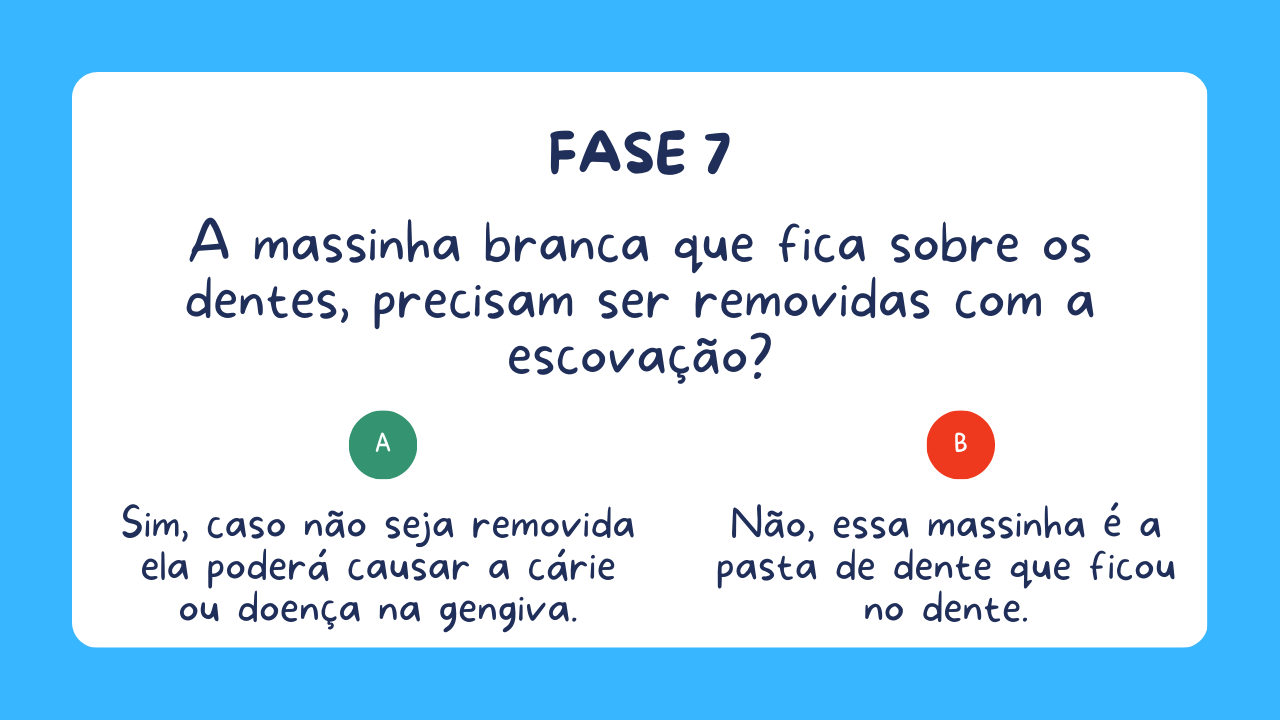 FASE 7
A massinha branca que fica sobre os
dentes, precisam ser removidas com a
escovação?
A
B
Sim, caso não seja removida
ela poderá causar a cárie
ou doença na gengiva.
Não, essa massinha é a
pasta de dente que ficou
no dente.